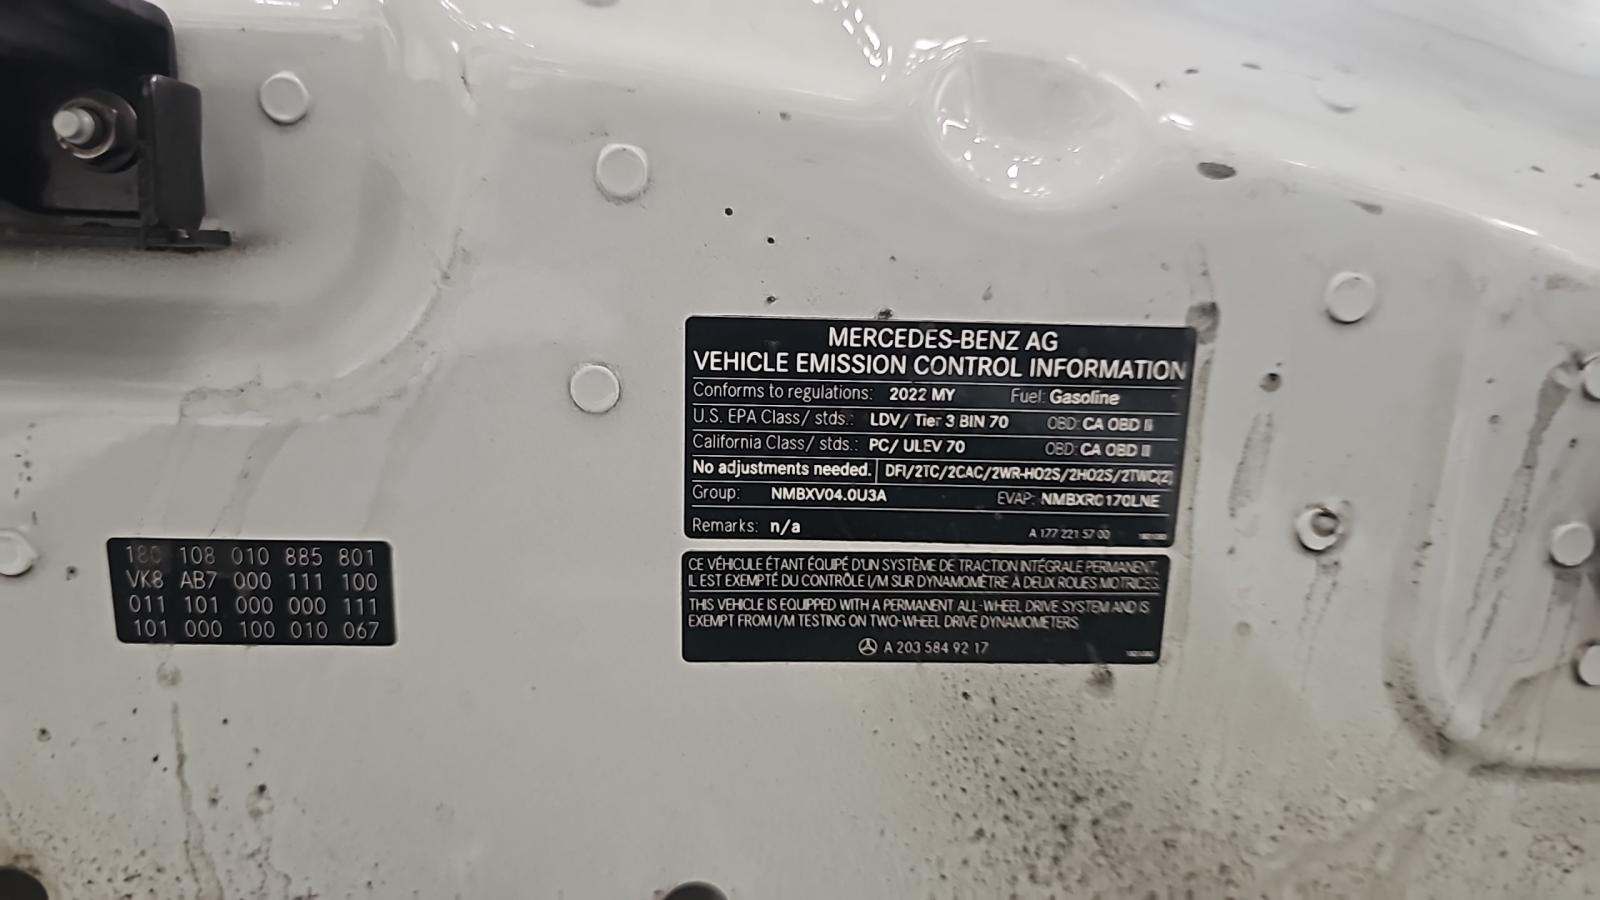 MERCEDES-BENZ AG
VEHICLE EMISSION CONTROL INFORMATION
Conforms to regulations: 2022 MY Fuel: Gasoline
U.S. EPA Class/ stds.: LDV/ Tier 3 BIN 70 OBD: CA OBD II
California Class/ stds.: PC/ ULEV 70 OBD: CA OBD II
No adjustments needed. DFI/2TC/2CAC/2WR-HO2S/2HO2S/2TWC(2)
Group: NMBXV04.0U3A EVAP: NMBXR0170LNE
Remarks: n/a A 177 221 57 00
CE VÉHICULE ÉTANT ÉQUIPÉ D'UN SYSTÈME DE TRACTION INTÉGRALE PERMANENT,
IL EST EXEMPTÉ DU CONTRÔLE I/M SUR DYNAMOMÈTRE À DEUX ROUES MOTRICES.
THIS VEHICLE IS EQUIPPED WITH A PERMANENT ALL-WHEEL DRIVE SYSTEM AND IS
EXEMPT FROM I/M TESTING ON TWO-WHEEL DRIVE DYNAMOMETERS.
A 203 584 92 17
180 108 010 885 801
VK8 AB7 000 111 100
011 101 000 000 111
101 000 100 010 067